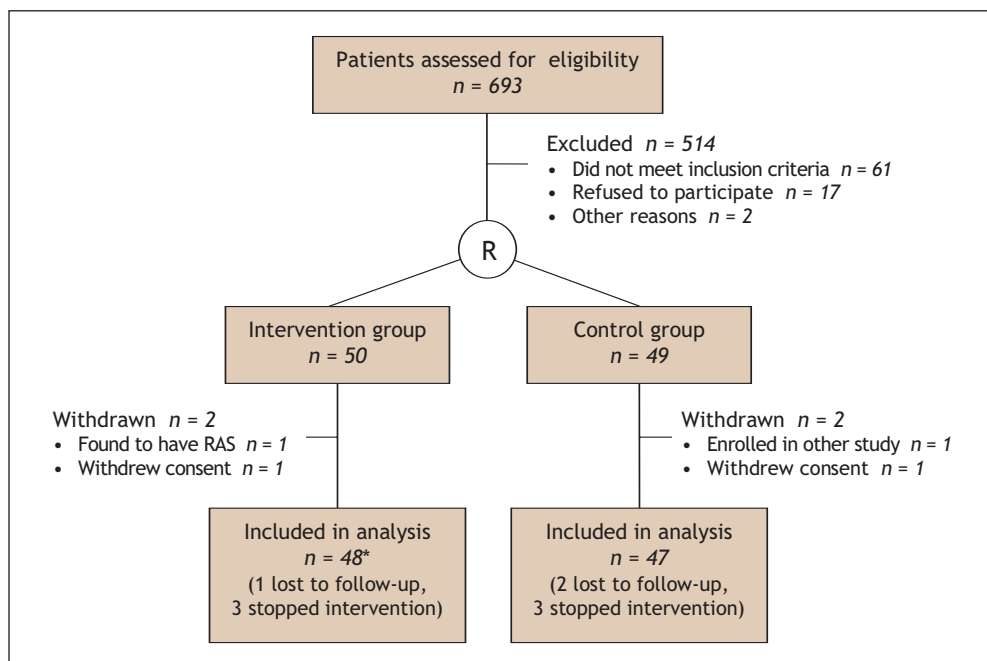 Patients assessed for eligibility
n = 693
Excluded n = 514
• Did not meet inclusion criteria n = 61
• Refused to participate n = 17
• Other reasons n = 2
R
Intervention group
n = 50
Control group
n = 49
Withdrawn n = 2
• Found to have RAS n = 1
• Withdrew consent n = 1
Withdrawn n = 2
• Enrolled in other study n = 1
• Withdrew consent n = 1
Included in analysis
n = 48*
(1 lost to follow-up,
3 stopped intervention)
Included in analysis
n = 47
(2 lost to follow-up,
3 stopped intervention)